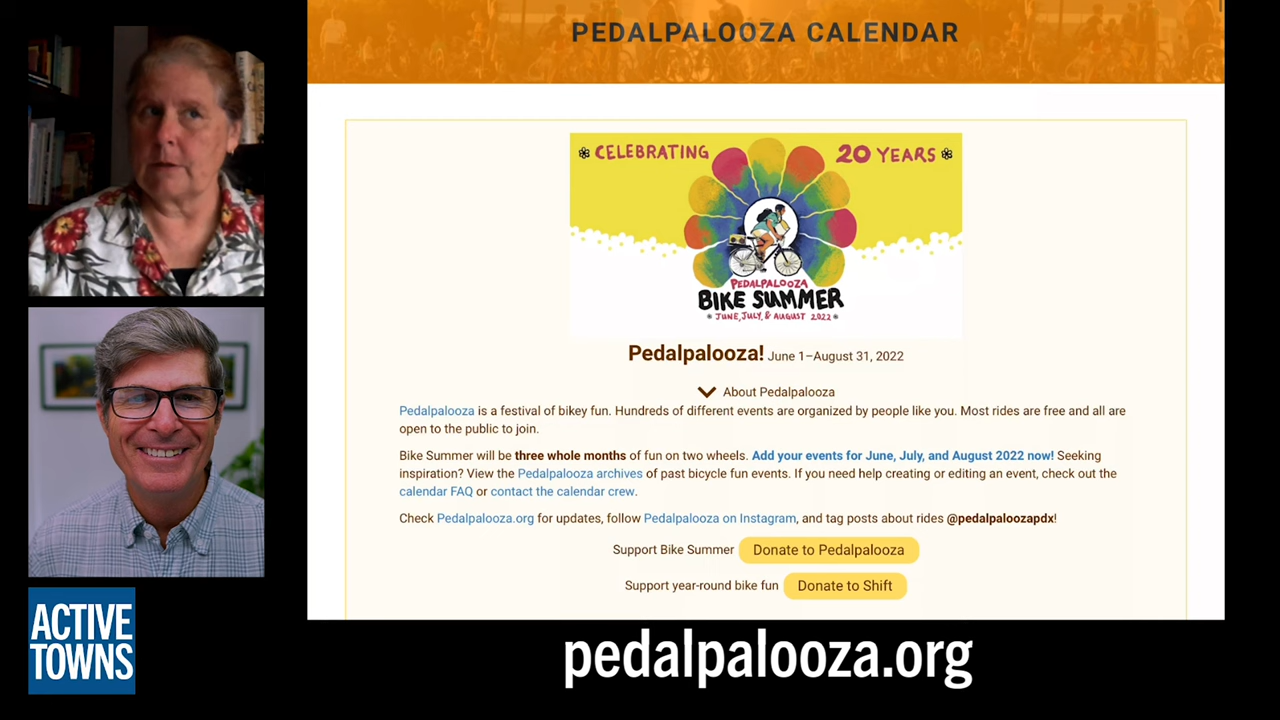 PEDALPALOOZA CALENDAR
CELEBRATING 20 YEARS
PEDALPALOOZA
BIKE SUMMER
JUNE, JULY, & AUGUST 2022
Pedalpalooza! June 1–August 31, 2022
About Pedalpalooza
Pedalpalooza is a festival of bikey fun. Hundreds of different events are organized by people like you. Most rides are free and all are
open to the public to join.
Bike Summer will be three whole months of fun on two wheels. Add your events for June, July, and August 2022 now! Seeking
inspiration? View the Pedalpalooza archives of past bicycle fun events. If you need help creating or editing an event, check out the
calendar FAQ or contact the calendar crew.
Check Pedalpalooza.org for updates, follow Pedalpalooza on Instagram, and tag posts about rides @pedalpaloozapdx!
Support Bike Summer Donate to Pedalpalooza
Support year-round bike fun Donate to Shift
ACTIVE
TOWNS
pedalpalooza.org